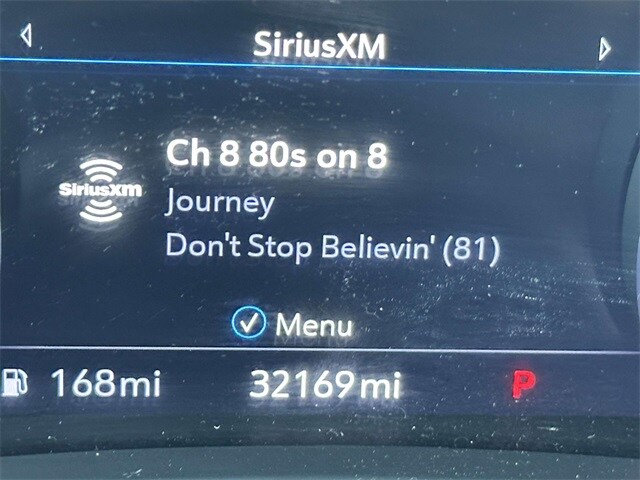 SiriusXM
Ch 8 80s on 8
SiriusXM
Journey
Don't Stop Believin' (81)
Menu
168mi 32169mi P